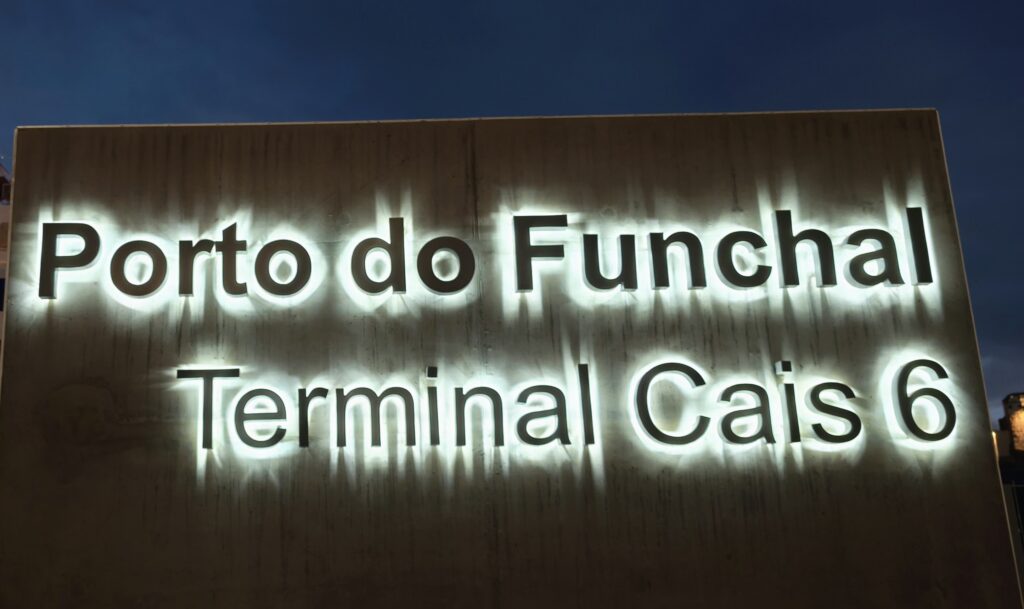 Porto do Funchal
Terminal Cais 6